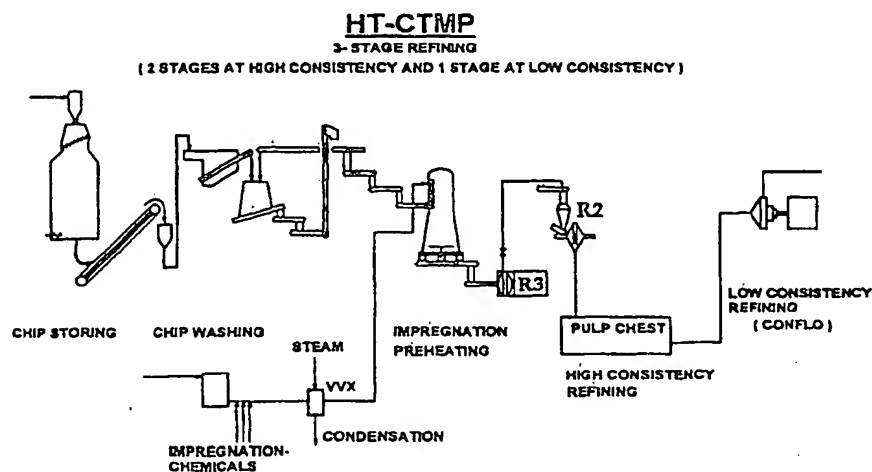 HT-CTMP
3- STAGE REFINING
( 2 STAGES AT HIGH CONSISTENCY AND 1 STAGE AT LOW CONSISTENCY )
R2
R3
CHIP STORING
CHIP WASHING
IMPREGNATION
PREHEATING
PULP CHEST
LOW CONSISTENCY
REFINING
( CONFLO )
HIGH CONSISTENCY
REFINING
STEAM
VVX
CONDENSATION
IMPREGNATION-
CHEMICALS